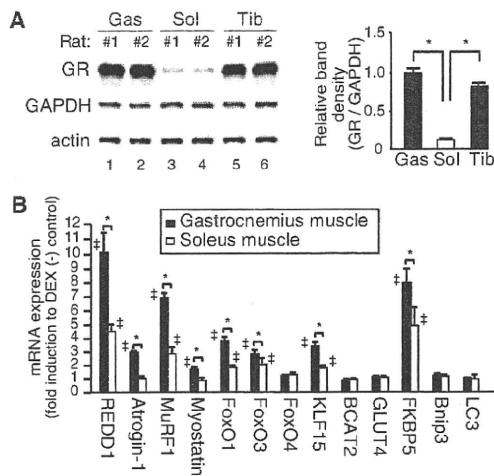 A
Gas Sol Tib
Rat: #1 #2 #1 #2 #1 #2
GR
GAPDH
actin
1 2 3 4 5 6
Relative band
density
(GR / GAPDH)
1.5
1.0
0.5
0
Gas Sol Tib
*
*
B
mRNA expression
(fold induction to DEX (-) control)
12
11
10
9
8
7
6
5
4
3
2
1
0
Gastrocnemius muscle
Soleus muscle
‡ * ‡
‡ *
‡ * ‡
‡ *
‡ * ‡
‡ * ‡
‡ * ‡
‡ * ‡
REDD1
Atrogin-1
MuRF1
Myostatin
FoxO1
FoxO3
FoxO4
KLF15
BCAT2
GLUT4
FKBP5
Bnip3
LC3